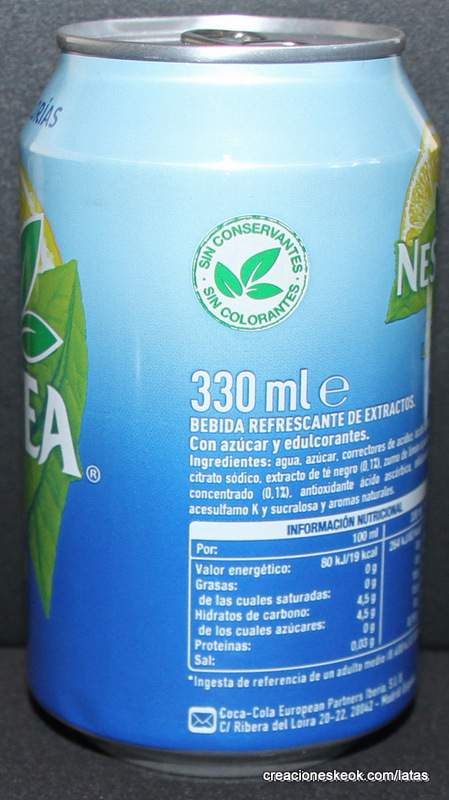 RÍAS
SIN CONSERVANTES
SIN COLORANTES
NES
EA®
330 ml e
BEBIDA REFRESCANTE DE EXTRACTOS.
Con azúcar y edulcorantes.
Ingredientes: agua, azúcar, correctores de acidez:
citrato sódico, extracto de té negro (0,1%), zumo de limón
concentrado (0,1%), antioxidante ácido ascórbico,
acesulfamo K y sucralosa y aromas naturales.
INFORMACIÓN NUTRICIONAL
Por: 100 ml
Valor energético: 80 kJ/19 kcal
Grasas: 0 g
de las cuales saturadas: 0 g
Hidratos de carbono: 4,5 g
de los cuales azúcares: 4,5 g
Proteínas: 0 g
Sal: 0,03 g
*Ingesta de referencia de un adulto medio
Coca-Cola European Partners Iberia, S.L.U.
C/ Ribera del Loira 20-22. 28042 - Madrid
creacioneskeok.com/latas